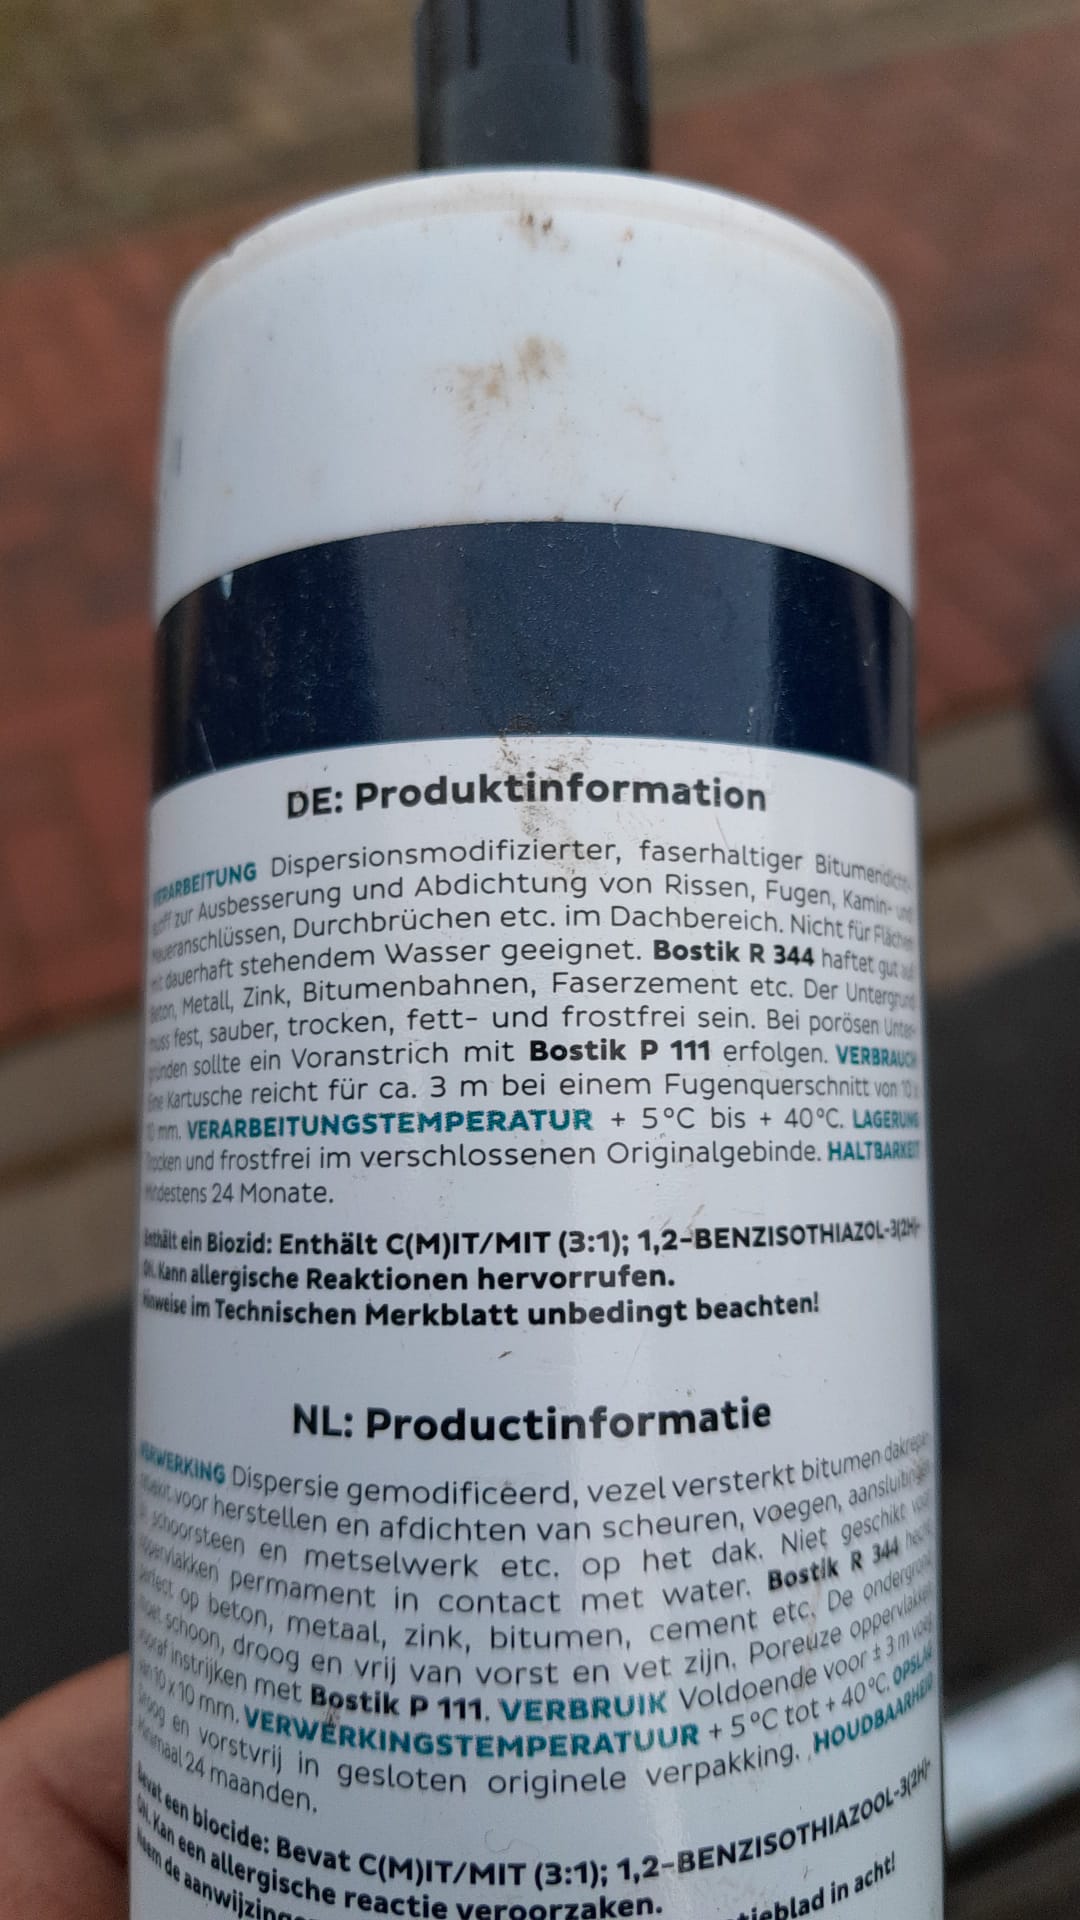 DE: Produktinformation
VERARBEITUNG Dispersionsmodifizierter, faserhaltiger Bitumendicht-
stoff zur Ausbesserung und Abdichtung von Rissen, Fugen, Kamin- und
Maueranschlüssen, Durchbrüchen etc. im Dachbereich. Nicht für Flächen
mit dauerhaft stehendem Wasser geeignet. Bostik R 344 haftet gut auf
Beton, Metall, Zink, Bitumenbahnen, Faserzement etc. Der Untergrund
muss fest, sauber, trocken, fett- und frostfrei sein. Bei porösen Unter-
gründen sollte ein Voranstrich mit Bostik P 111 erfolgen. VERBRAUCH
Eine Kartusche reicht für ca. 3 m bei einem Fugenquerschnitt von 10 x
10 mm. VERARBEITUNGSTEMPERATUR + 5°C bis + 40°C. LAGERUNG
Trocken und frostfrei im verschlossenen Originalgebinde. HALTBARKEIT
Mindestens 24 Monate.
Enthält ein Biozid: Enthält C(M)IT/MIT (3:1); 1,2-BENZISOTHIAZOL-3(2H)-
ON. Kann allergische Reaktionen hervorrufen.
Hinweise im Technischen Merkblatt unbedingt beachten!
NL: Productinformatie
VERWERKING Dispersie gemodificeerd, vezel versterkt bitumen
voor herstellen en afdichten van scheuren, voegen, aansluitingen
schoorsteen en metselwerk etc. op het dak. Niet geschikt voor
oppervlakken permament in contact met water. Bostik R 344 hecht
perfect op beton, metaal, zink, bitumen, cement etc. De ondergrond
moet schoon, droog en vrij van vorst en vet zijn. Poreuze oppervlakken
vooraf instrijken met Bostik P 111. VERBRUIK Voldoende voor ± 3 m voeg
van 10 x 10 mm. VERWERKINGSTEMPERATUUR + 5°C tot + 40°C. OPSLAG
Droog en vorstvrij in gesloten originele verpakking. HOUDBAARHEID
Minimaal 24 maanden.
Bevat een biocide: Bevat C(M)IT/MIT (3:1); 1,2-BENZISOTHIAZOOL-3(2H)-
ON. Kan een allergische reactie veroorzaken.
Neem de in acht!